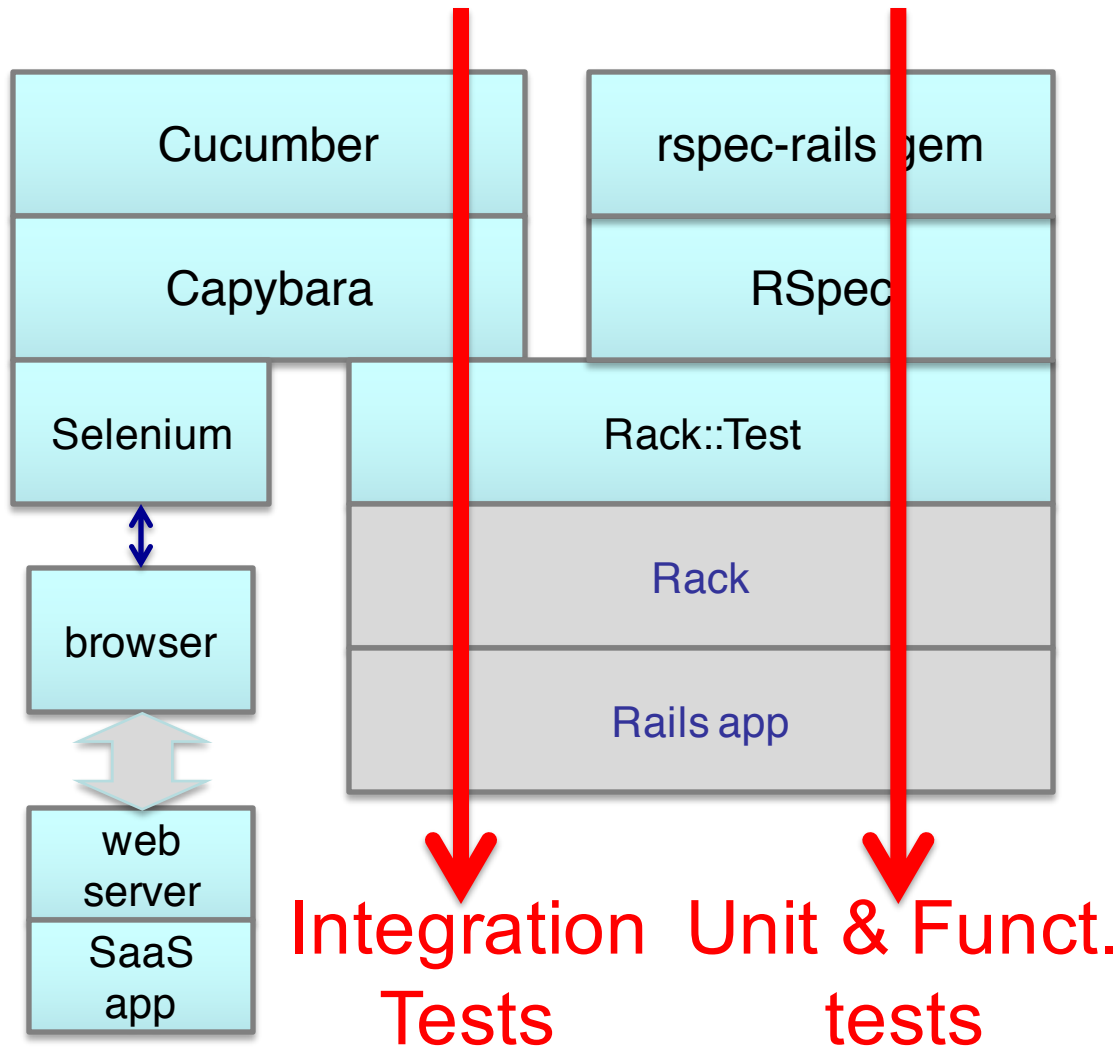 Cucumber
rspec-rails gem
Capybara
RSpec
Selenium
Rack::Test
Rack
browser
Rails app
web
server
SaaS
app
Integration
Tests
Unit & Funct.
tests